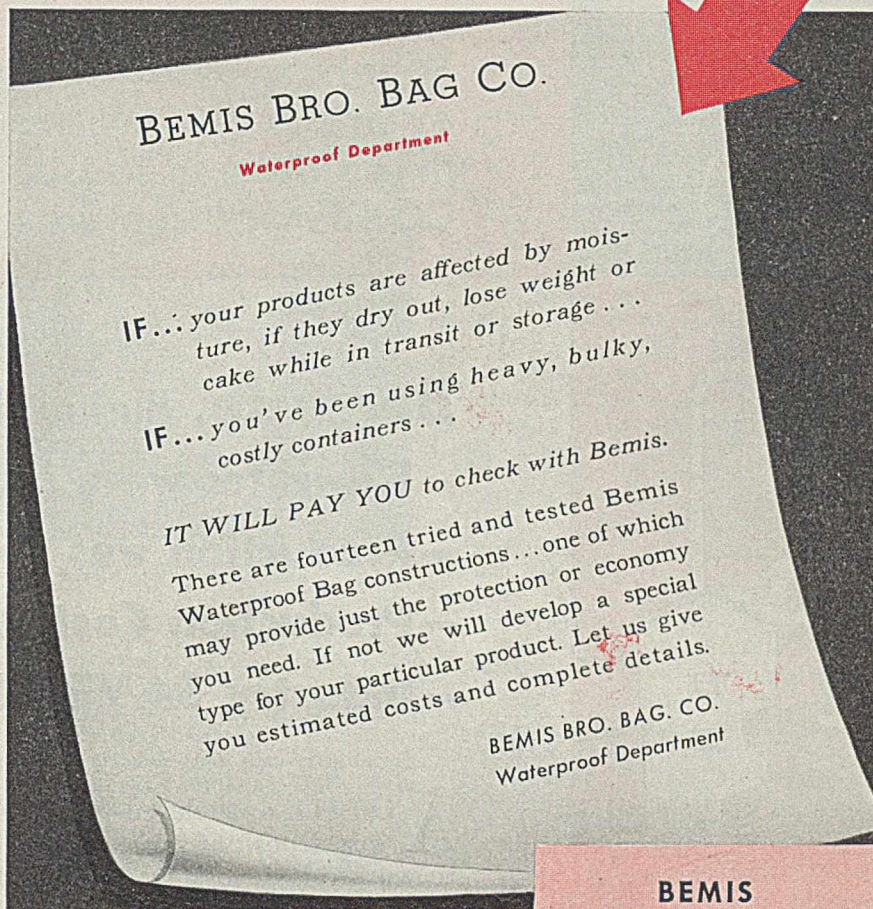 BEMIS BRO. BAG CO.
Waterproof Department
IF... your products are affected by mois-
ture, if they dry out, lose weight or
cake while in transit or storage . . .
IF... you've been using heavy, bulky,
costly containers . . .
IT WILL PAY YOU to check with Bemis.
There are fourteen tried and tested Bemis
Waterproof Bag constructions...one of which
may provide just the protection or economy
you need. If not we will develop a special
type for your particular product. Let us give
you estimated costs and complete details.
BEMIS BRO. BAG. CO.
Waterproof Department
BEMIS